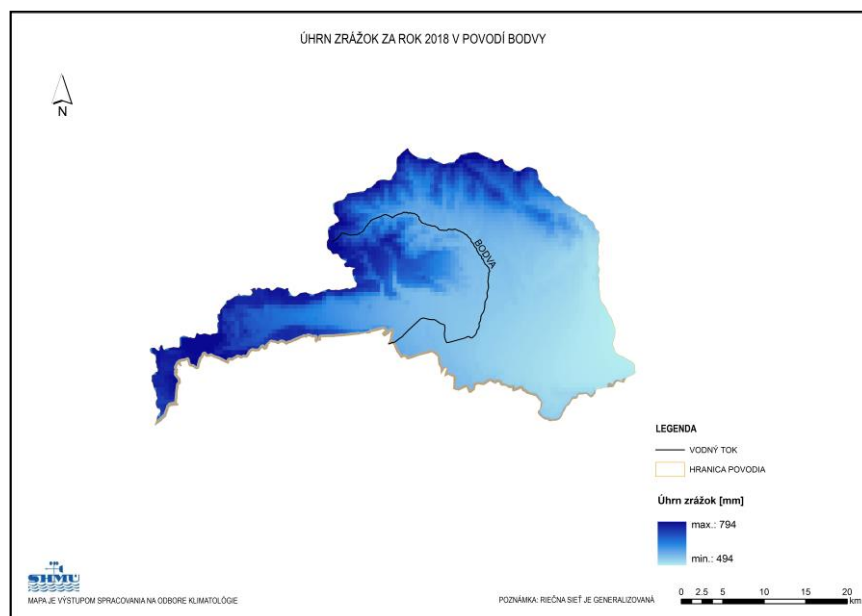 ÚHRN ZRÁŽOK ZA ROK 2018 V POVODÍ BODVY
N
BODVA
LEGENDA
VODNÝ TOK
HRANICA POVODIA
Úhrn zrážok [mm]
max.: 794
min.: 494
SHMÚ
MAPA JE VÝSTUPOM SPRACOVANIA NA ODBORE KLIMATOLÓGIE
POZNÁMKA: RIEČNA SIEŤ JE GENERALIZOVANÁ
0 2.5 5 10 15 20
km